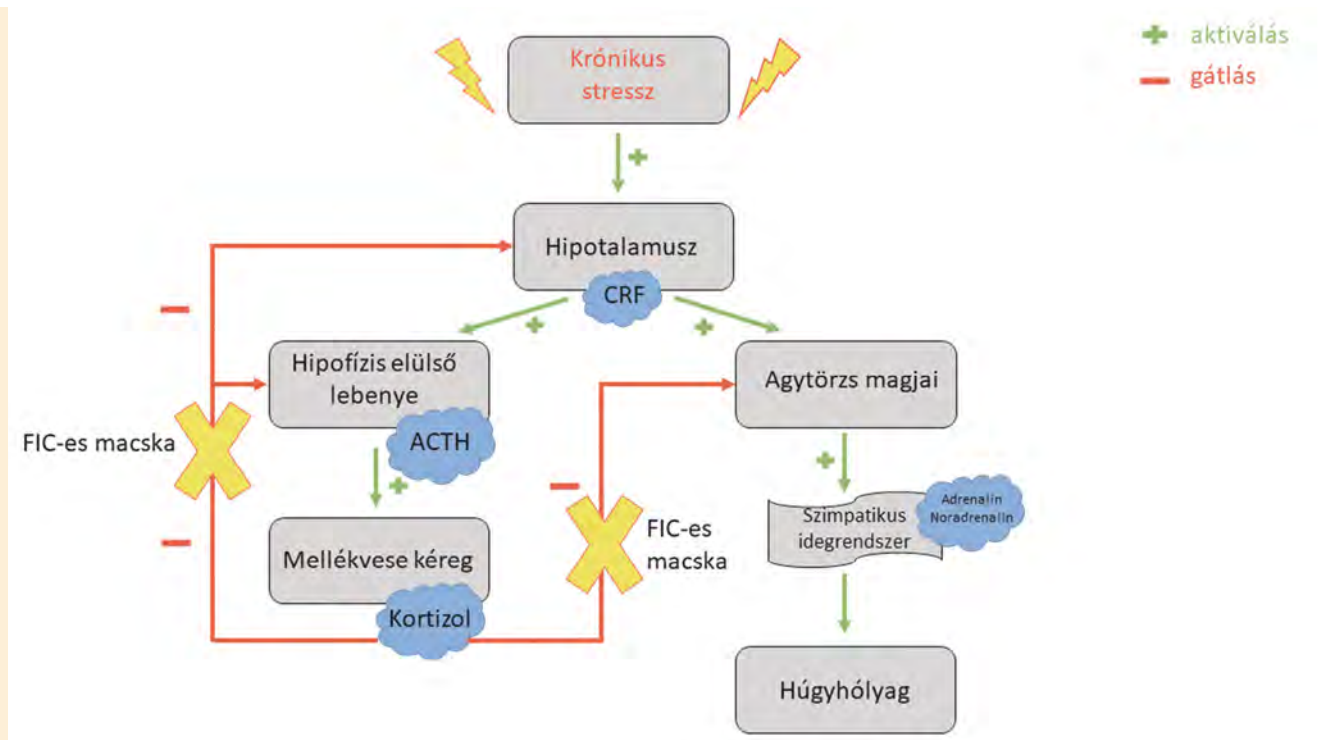 aktiválás
gátlás
Krónikus
stressz
Hipotalamusz
CRF
Hipofízis elülső
lebenye
ACTH
Agytörzs magjai
FIC-es macska
Adrenalin
Noradrenalin
Szimpatikus
idegrendszer
FIC-es
macska
Mellékvese kéreg
Kortizol
Húgyhólyag